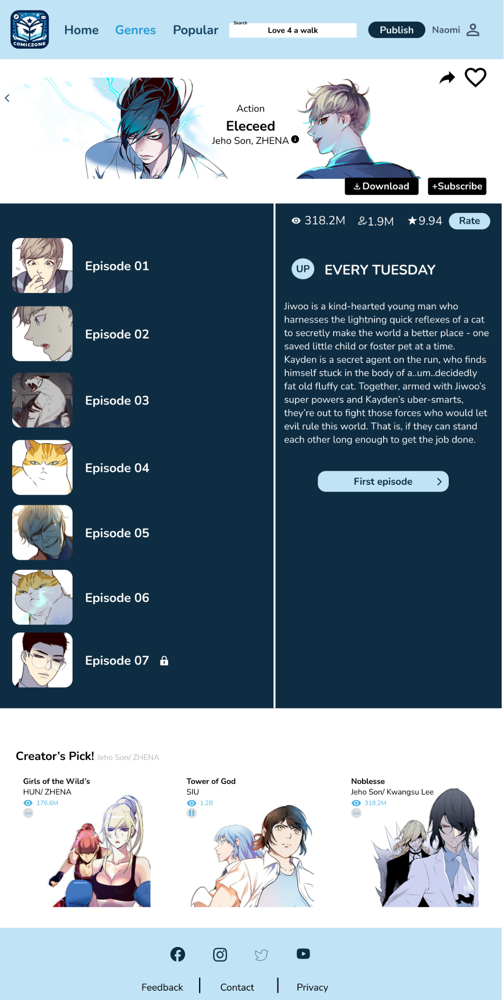 COMICZONE
Home
Genres
Popular
Search
Love 4 a walk
Publish
Naomi
Action
Eleceed
Jeho Son, ZHENA
Download
+Subscribe
318.2M
1.9M
9.94
Rate
Episode 01
Episode 02
Episode 03
Episode 04
Episode 05
Episode 06
Episode 07
UP
EVERY TUESDAY
Jiwoo is a kind-hearted young man who
harnesses the lightning quick reflexes of a cat
to secretly make the world a better place - one
saved little child or foster pet at a time.
Kayden is a secret agent on the run, who finds
himself stuck in the body of a..um..decidedly
fat old fluffy cat. Together, armed with Jiwoo’s
super powers and Kayden’s uber-smarts,
they’re out to fight those forces who would let
evil rule this world. That is, if they can stand
each other long enough to get the job done.
First episode
Creator’s Pick! Jeho Son/ ZHENA
Girls of the Wild’s
HUN/ ZHENA
176.6M
End
Tower of God
SIU
1.2B
Noblesse
Jeho Son/ Kwangsu Lee
318.2M
End
Feedback
Contact
Privacy